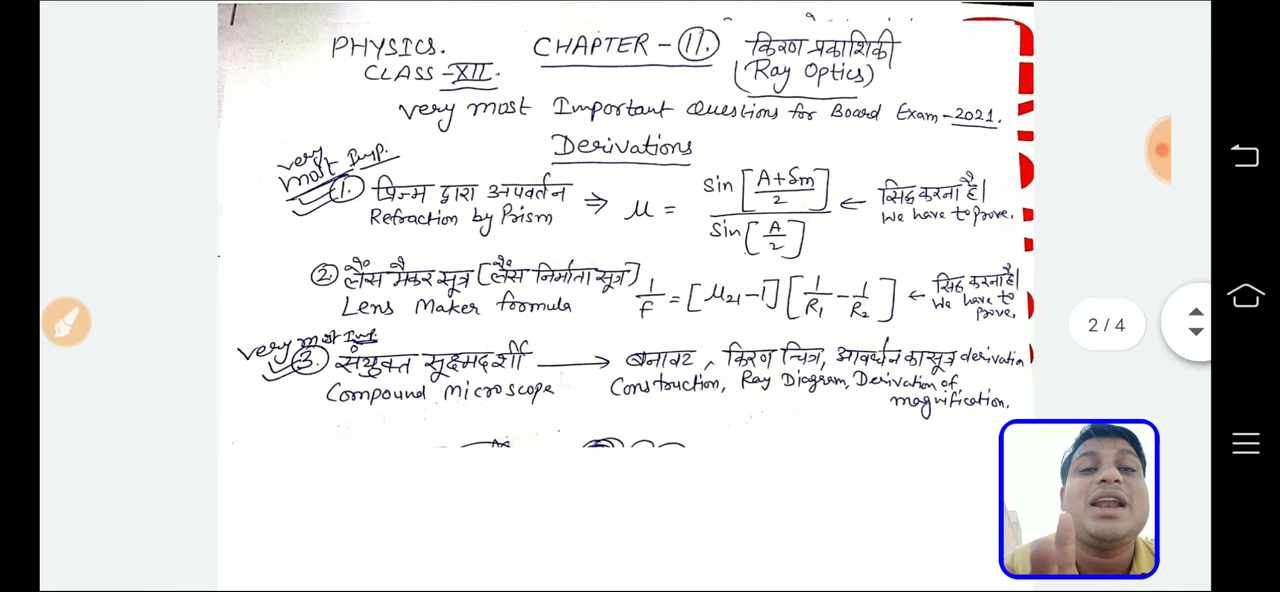 PHYSICS. CHAPTER-11. किरण प्रकाशिकी
CLASS-XII. (Ray Optics)
very most Important Questions for Board Exam-2021.
Derivations
very most Imp.
1. प्रिज्म द्वारा अपवर्तन ⇒ μ = sin[(A+δm)/2] / sin[A/2] ← सिद्ध करना है।
Refraction by Prism We have to prove.
2. लैंस मैकर सूत्र [लैंस निर्माता सूत्र) 1/f = [μ21-1] [1/R1 - 1/R2] ← सिद्ध करना है।
Lens Maker formula We have to prove.
very most Imp.
3. संयुक्त सूक्ष्मदर्शी → बनावट, किरण चित्र, आवर्धन का सूत्र derivation
Compound Microscope Construction, Ray Diagram, Derivation of magnification.
2/4